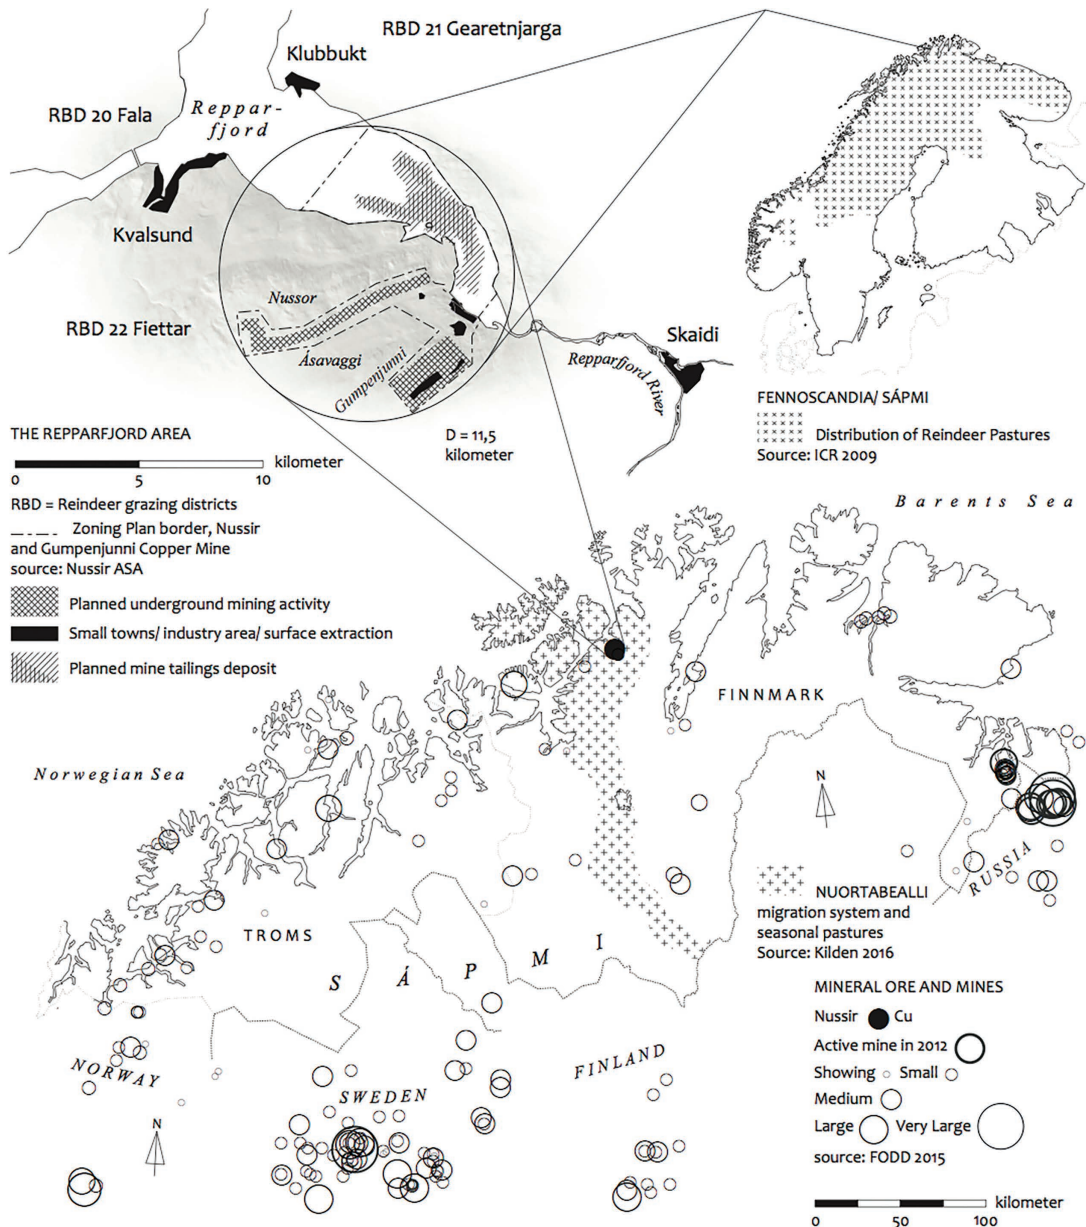 RBD 21 Gearetnjarga
Klubbukt
RBD 20 Fala
Reppar-
fjord
Kvalsund
Nussor
RBD 22 Fiettar
Ásavaggi
Gumpenjunni
Skaidi
Repparfjord River
THE REPPARFJORD AREA
D = 11,5
kilometer
kilometer
0 5 10
RBD = Reindeer grazing districts
Zoning Plan border, Nussir
and Gumpenjunni Copper Mine
source: Nussir ASA
Planned underground mining activity
Small towns/ industry area/ surface extraction
Planned mine tailings deposit
FENNOSCANDIA/ SÁPMI
Distribution of Reindeer Pastures
Source: ICR 2009
Barents Sea
FINNMARK
Norwegian Sea
N
RUSSIA
NUORTABEALLI
migration system and
seasonal pastures
Source: Kilden 2016
TROMS
SÁPMI
NORWAY
SWEDEN
FINLAND
N
MINERAL ORE AND MINES
Nussir Cu
Active mine in 2012
Showing Small
Medium
Large Very Large
source: FODD 2015
kilometer
0 50 100